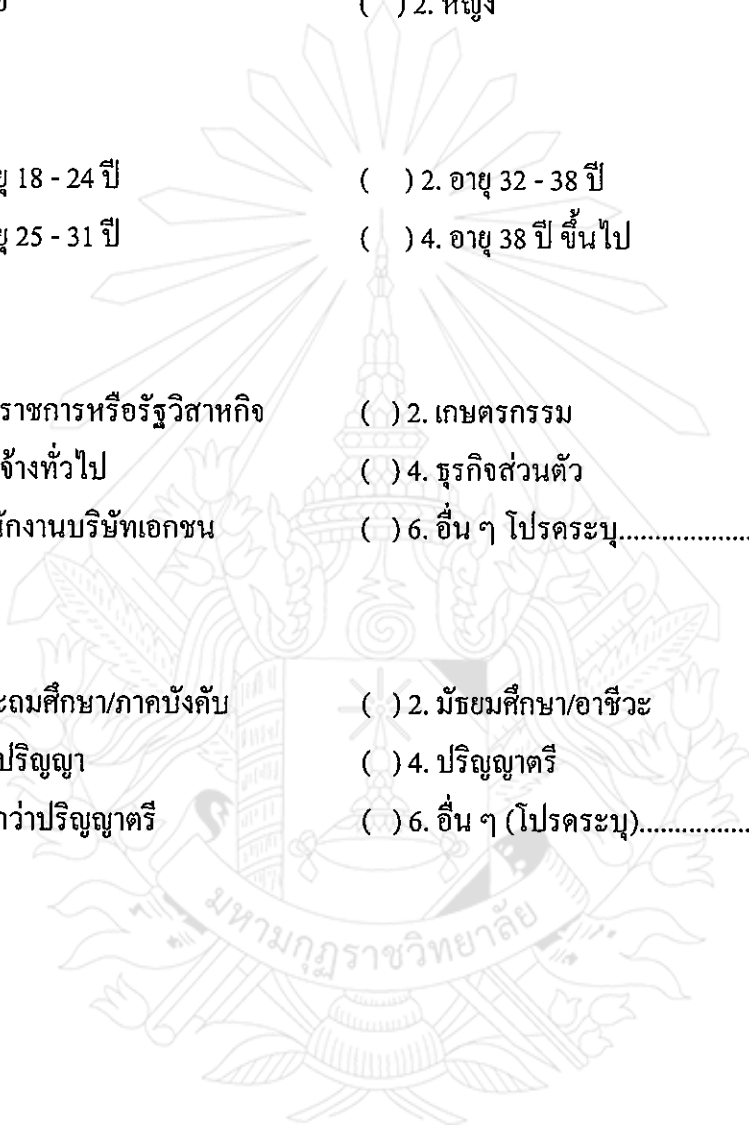 ( ) 2. หญิง
18 - 24 ปี ( ) 2. อายุ 32 - 38 ปี
25 - 31 ปี ( ) 4. อายุ 38 ปี ขึ้นไป
ราชการหรือรัฐวิสาหกิจ ( ) 2. เกษตรกรรม
จ้างทั่วไป ( ) 4. ธุรกิจส่วนตัว
งานบริษัทเอกชน ( ) 6. อื่น ๆ โปรดระบุ...................
ศึกษา/ภาคบังคับ ( ) 2. มัธยมศึกษา/อาชีวะ
ปริญญา ( ) 4. ปริญญาตรี
ว่าปริญญาตรี ( ) 6. อื่น ๆ (โปรดระบุ)................
มหามกุฏราชวิทยาลัย